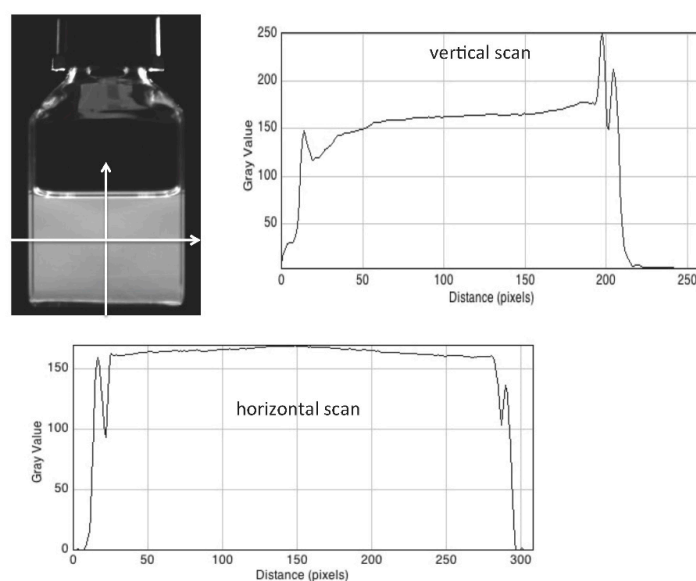 250
vertical scan
200
150
100
50
Gray Value
0 50 100 150 200 250
Distance (pixels)
150
horizontal scan
100
50
0
Gray Value
0 50 100 150 200 250 300
Distance (pixels)